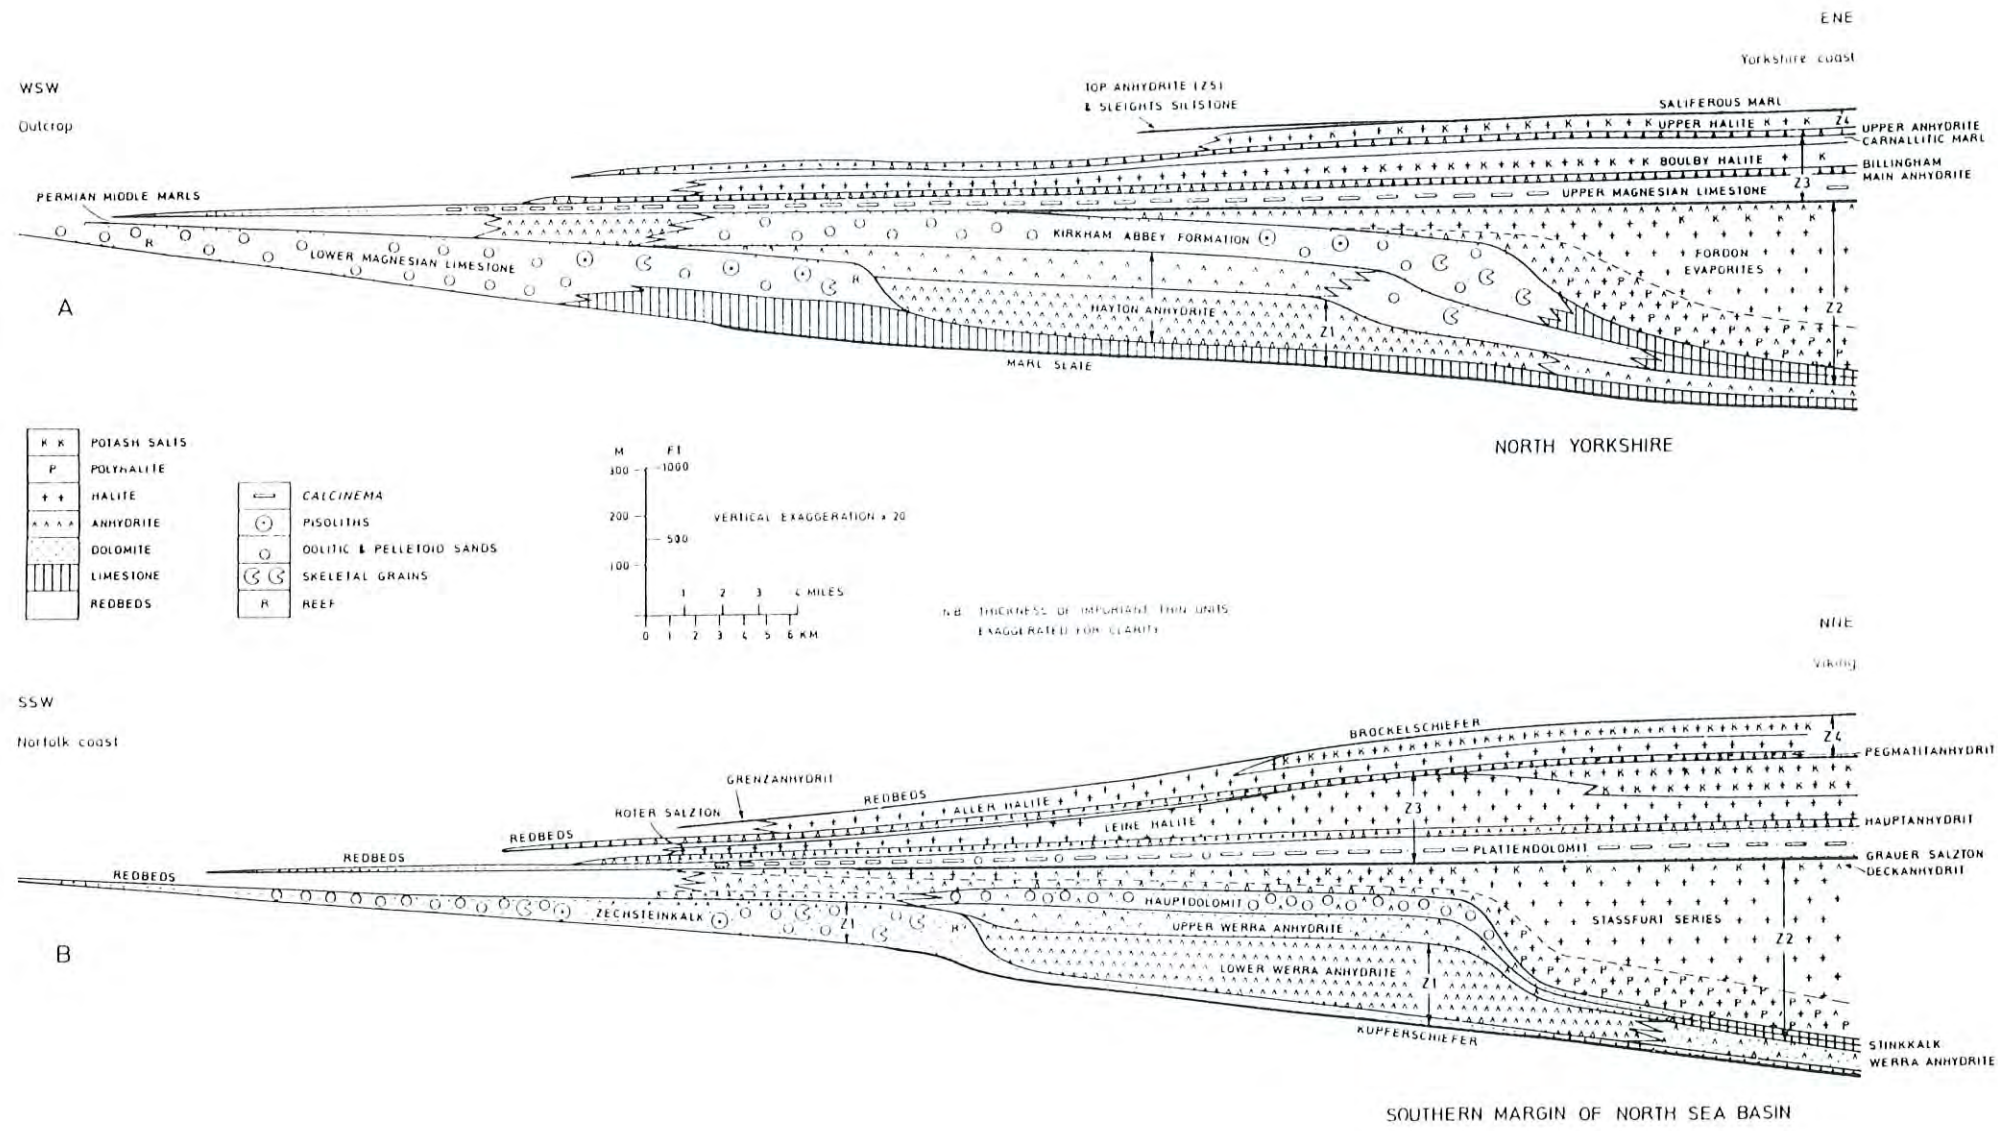 ENE
Yorkshire coast
WSW
Outcrop
TOP ANHYDRITE (Z5)
& SLEIGHTS SILTSTONE
SALIFEROUS MARL
UPPER HALITE
Z4
UPPER ANHYDRITE
CARNALLITIC MARL
BOULBY HALITE
BILLINGHAM
MAIN ANHYDRITE
Z3
UPPER MAGNESIAN LIMESTONE
PERMIAN MIDDLE MARLS
R
LOWER MAGNESIAN LIMESTONE
KIRKHAM ABBEY FORMATION
FORDON
EVAPORITES
R
A
HAYTON ANHYDRITE
Z1
Z2
MARL SLATE
NORTH YORKSHIRE
K K POTASH SALTS
P POLYHALITE
+ + HALITE
^ ^ ^ ^ ANHYDRITE
DOLOMITE
LIMESTONE
REDBEDS
CALCINEMA
PISOLITHS
OOLITIC & PELLETOID SANDS
SKELETAL GRAINS
R REEF
M FT
300 1000
200
500
100
VERTICAL EXAGGERATION x 20
1 2 3 4 MILES
0 1 2 3 4 5 6 KM
N.B. THICKNESS OF IMPORTANT THIN UNITS
EXAGGERATED FOR CLARITY
NNE
Viking
SSW
Norfolk coast
BROCKELSCHIEFER
Z4
PEGMATITANHYDRIT
GRENZANHYDRIT
REDBEDS
ALLER HALITE
ROTER SALZTON
Z3
LEINE HALITE
REDBEDS
HAUPTANHYDRIT
PLATTENDOLOMIT
REDBEDS
GRAUER SALZTON
DECKANHYDRIT
REDBEDS
HAUPTDOLOMIT
ZECHSTEINKALK
Z1
STASSFURT SERIES
R
UPPER WERRA ANHYDRITE
Z2
B
LOWER WERRA ANHYDRITE
Z1
KUPFERSCHIEFER
STINKKALK
WERRA ANHYDRITE
SOUTHERN MARGIN OF NORTH SEA BASIN